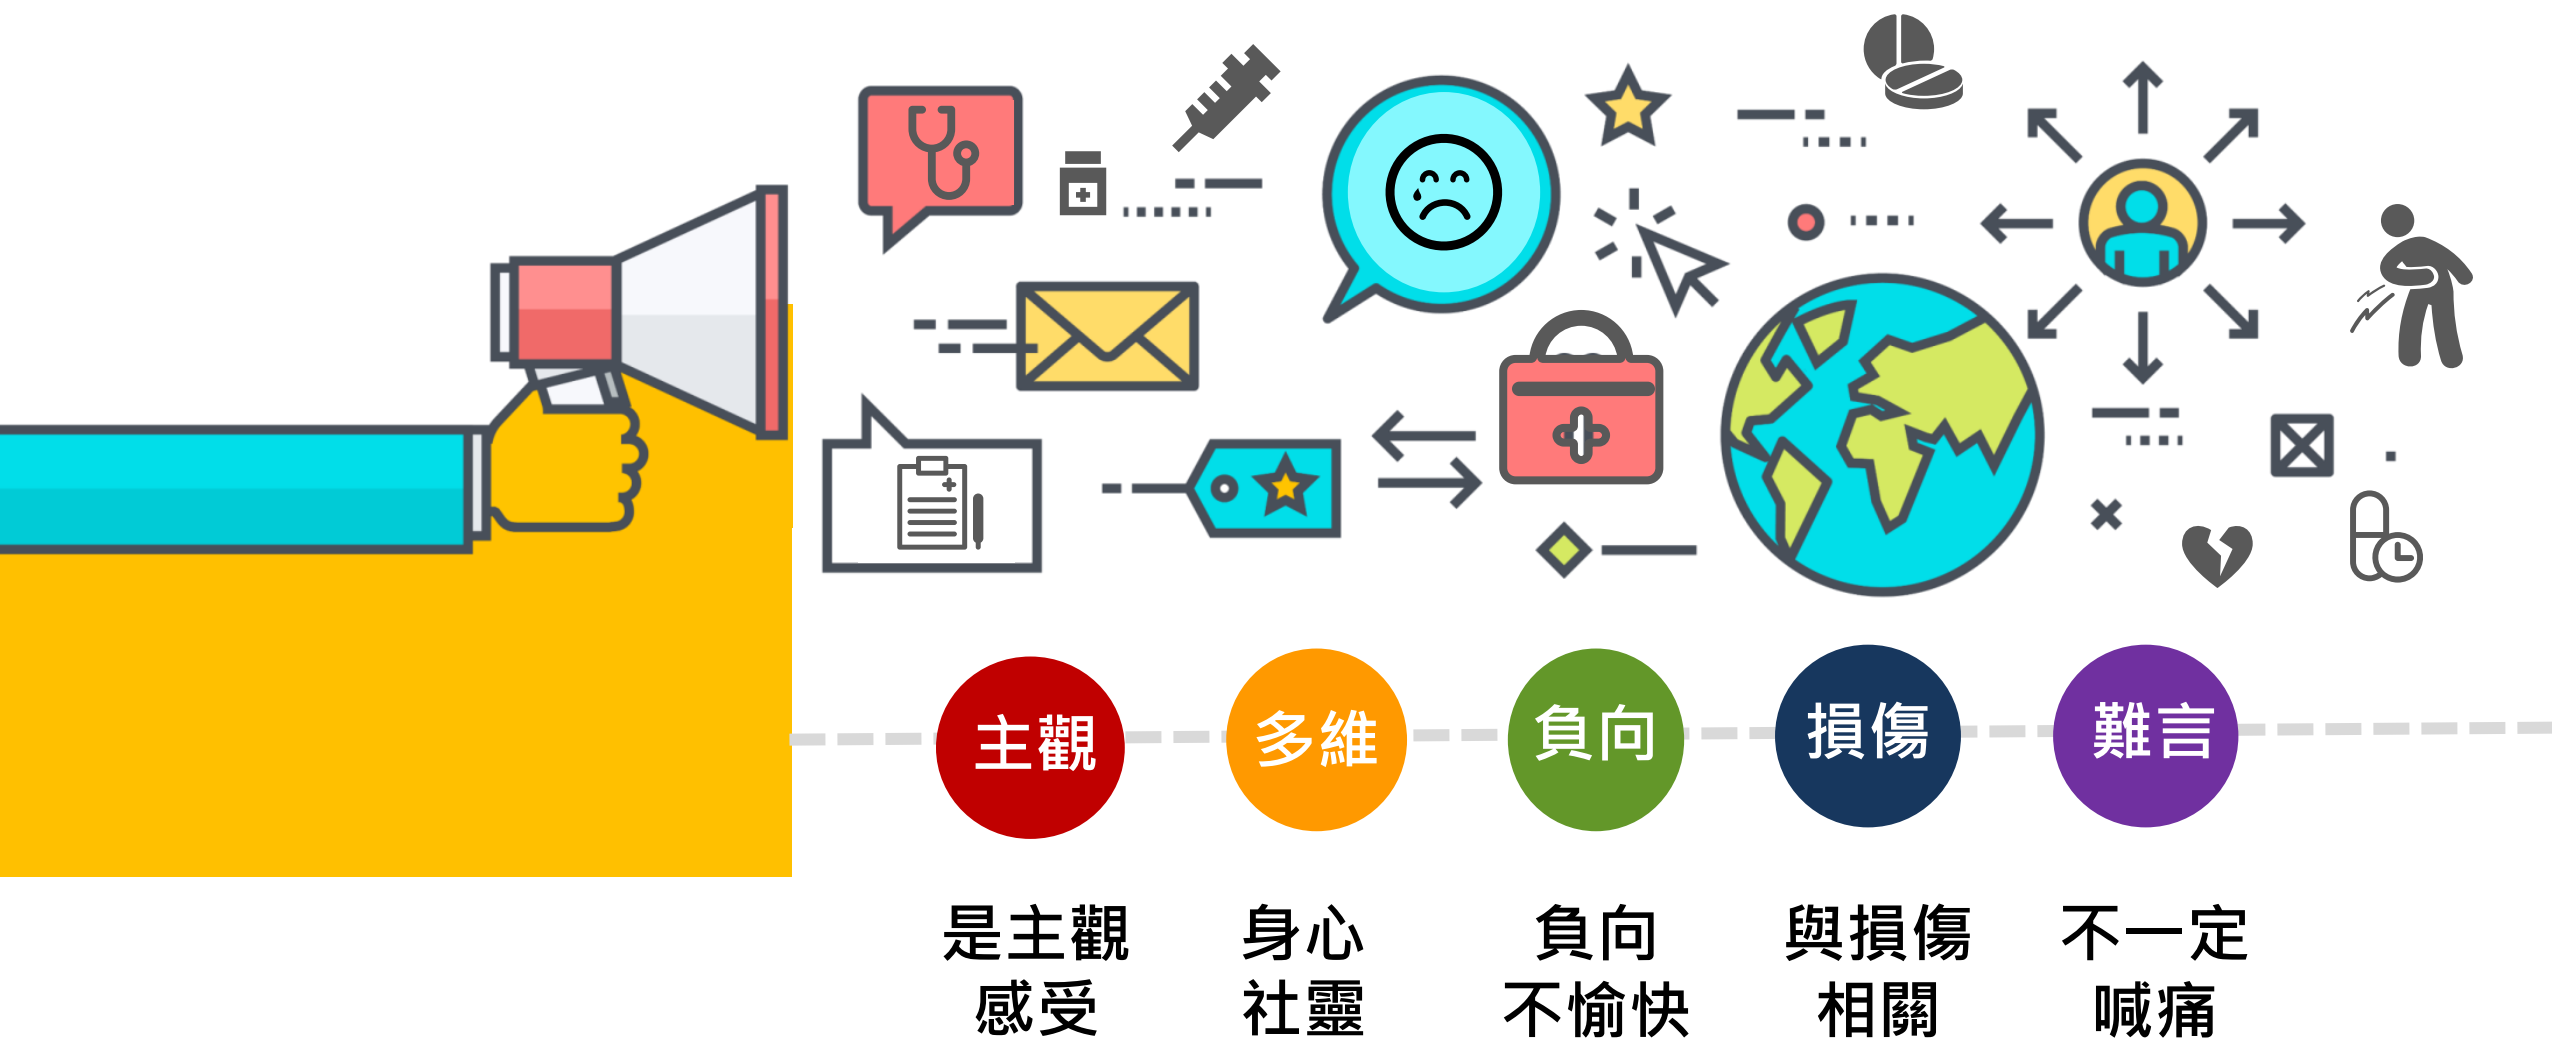 主觀
多維
負向
損傷
難言
是主觀
感受
身心
社靈
負向
不愉快
與損傷
相關
不一定
喊痛